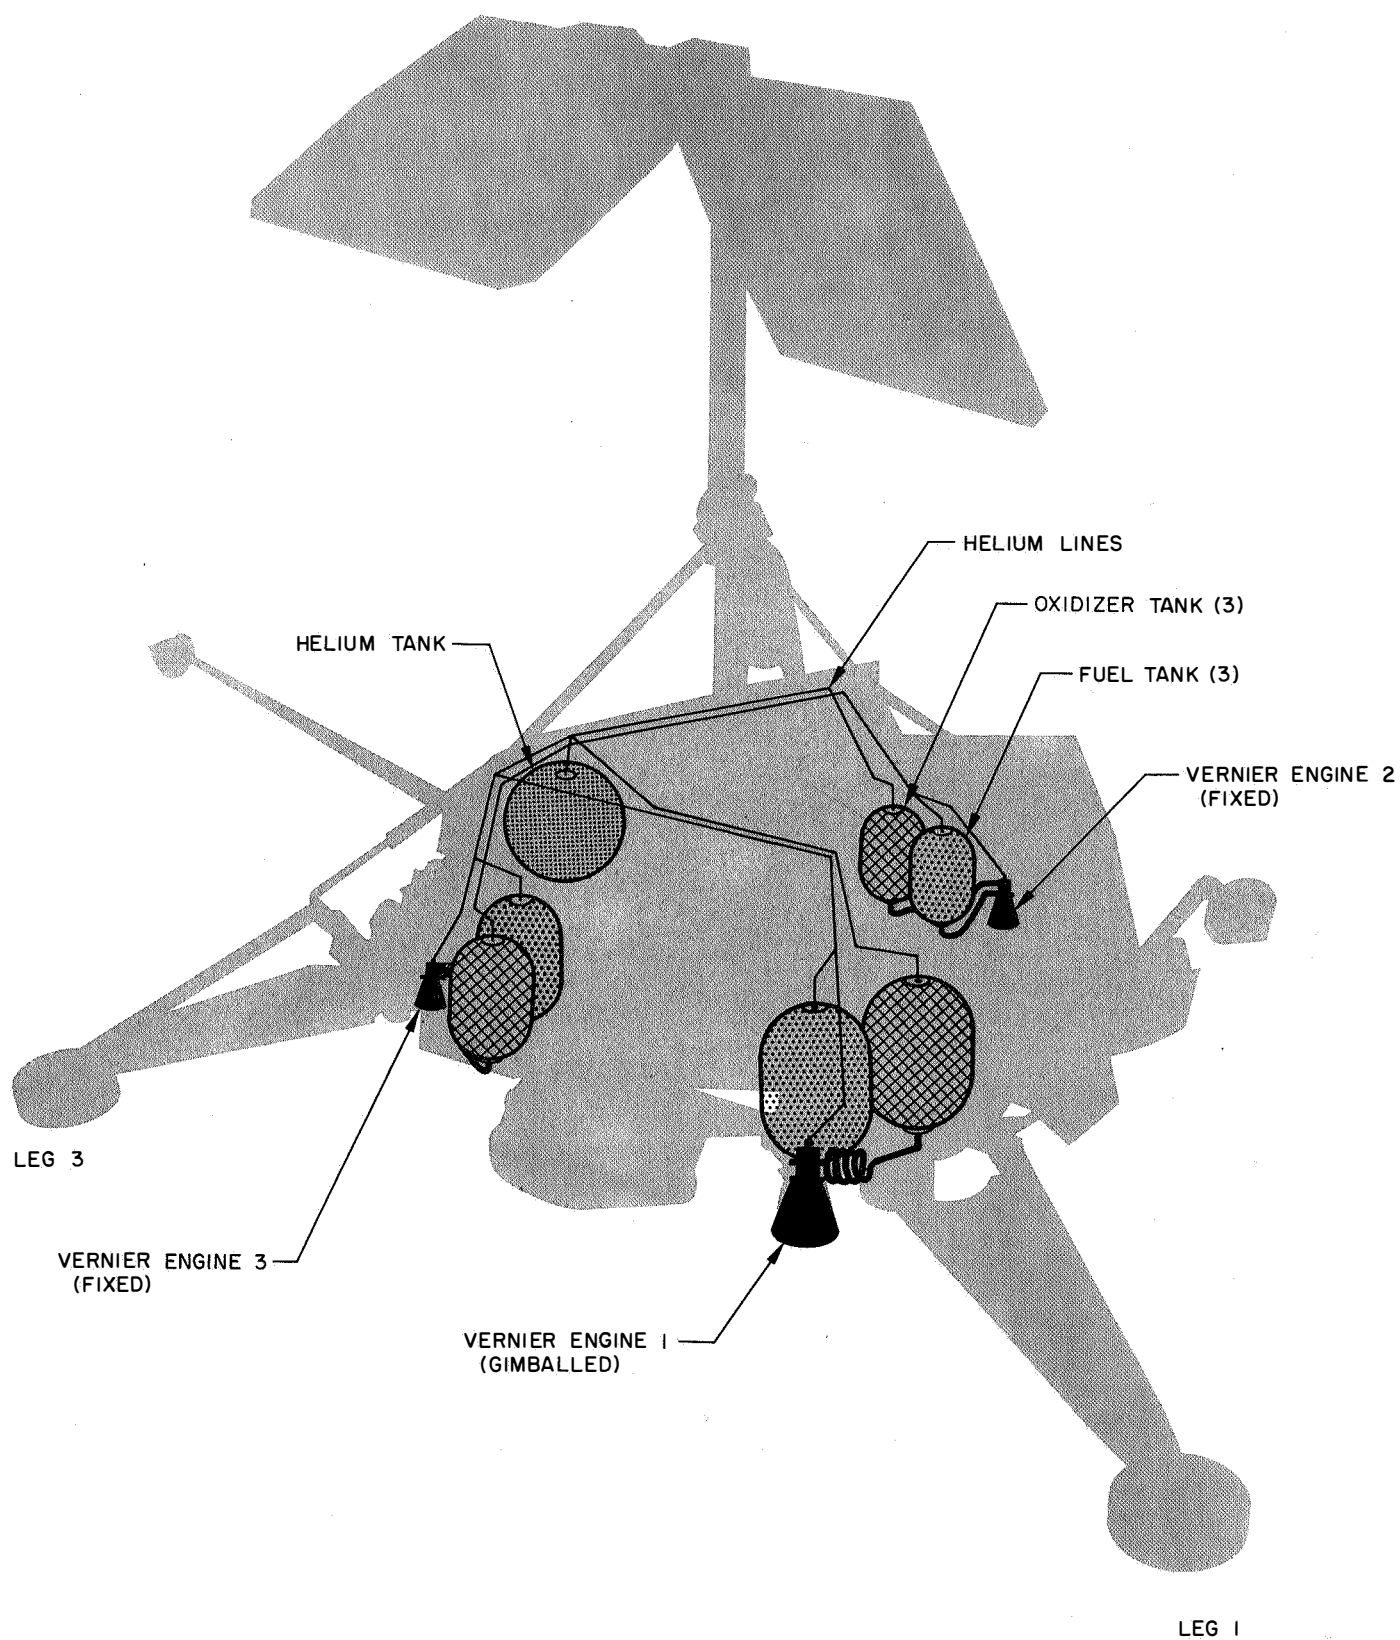 HELIUM LINES
OXIDIZER TANK (3)
HELIUM TANK
FUEL TANK (3)
VERNIER ENGINE 2
(FIXED)
LEG 3
VERNIER ENGINE 3
(FIXED)
VERNIER ENGINE 1
(GIMBALLED)
LEG 1